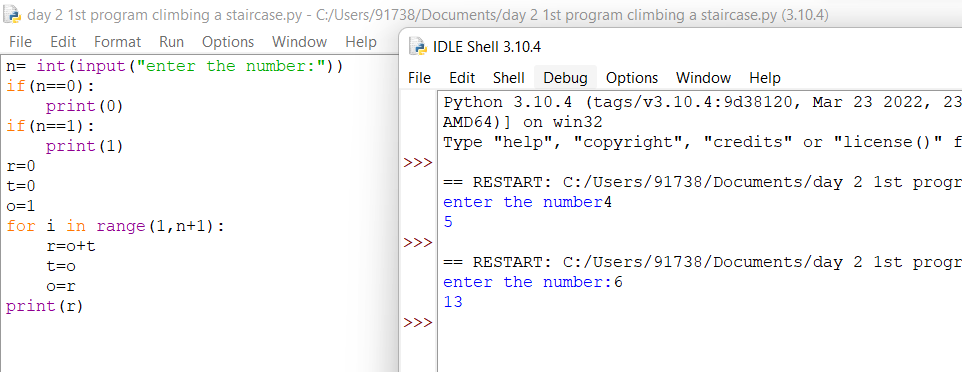 day 2 1st program climbing a staircase.py - C:/Users/91738/Documents/day 2 1st program climbing a staircase.py (3.10.4)
File Edit Format Run Options Window Help
n= int(input("enter the number:"))
if(n==0):
    print(0)
if(n==1):
    print(1)
r=0
t=0
o=1
for i in range(1,n+1):
    r=o+t
    t=o
    o=r
print(r)
IDLE Shell 3.10.4
File Edit Shell Debug Options Window Help
Python 3.10.4 (tags/v3.10.4:9d38120, Mar 23 2022, 23
AMD64)] on win32
Type "help", "copyright", "credits" or "license()" f
>>>
== RESTART: C:/Users/91738/Documents/day 2 1st progr
enter the number4
5
>>>
== RESTART: C:/Users/91738/Documents/day 2 1st progr
enter the number:6
13
>>>